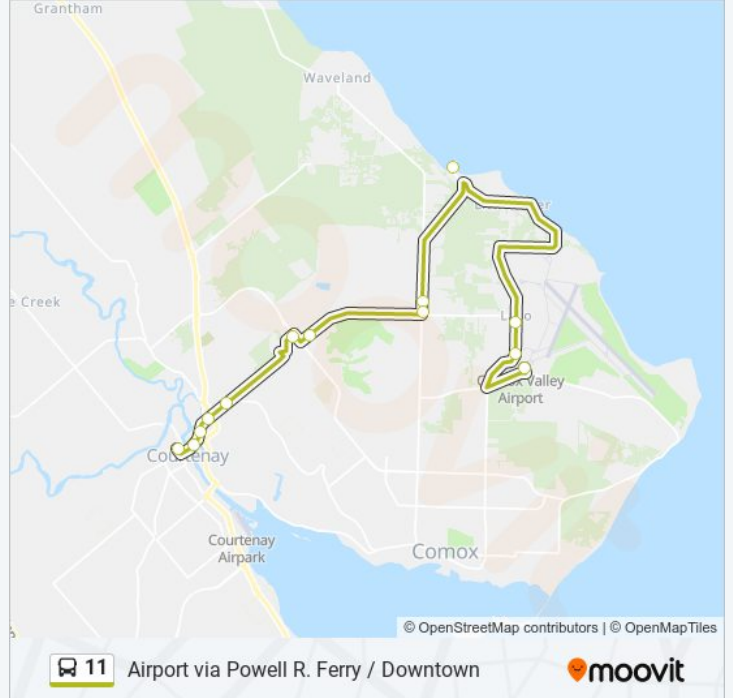 Grantham
Waveland
e Creek
Lazo
Comox Valley
Airport
Courtenay
Courtenay
Airpark
Comox
© OpenStreetMap contributors | © OpenMapTiles
11 Airport via Powell R. Ferry / Downtown
moovit